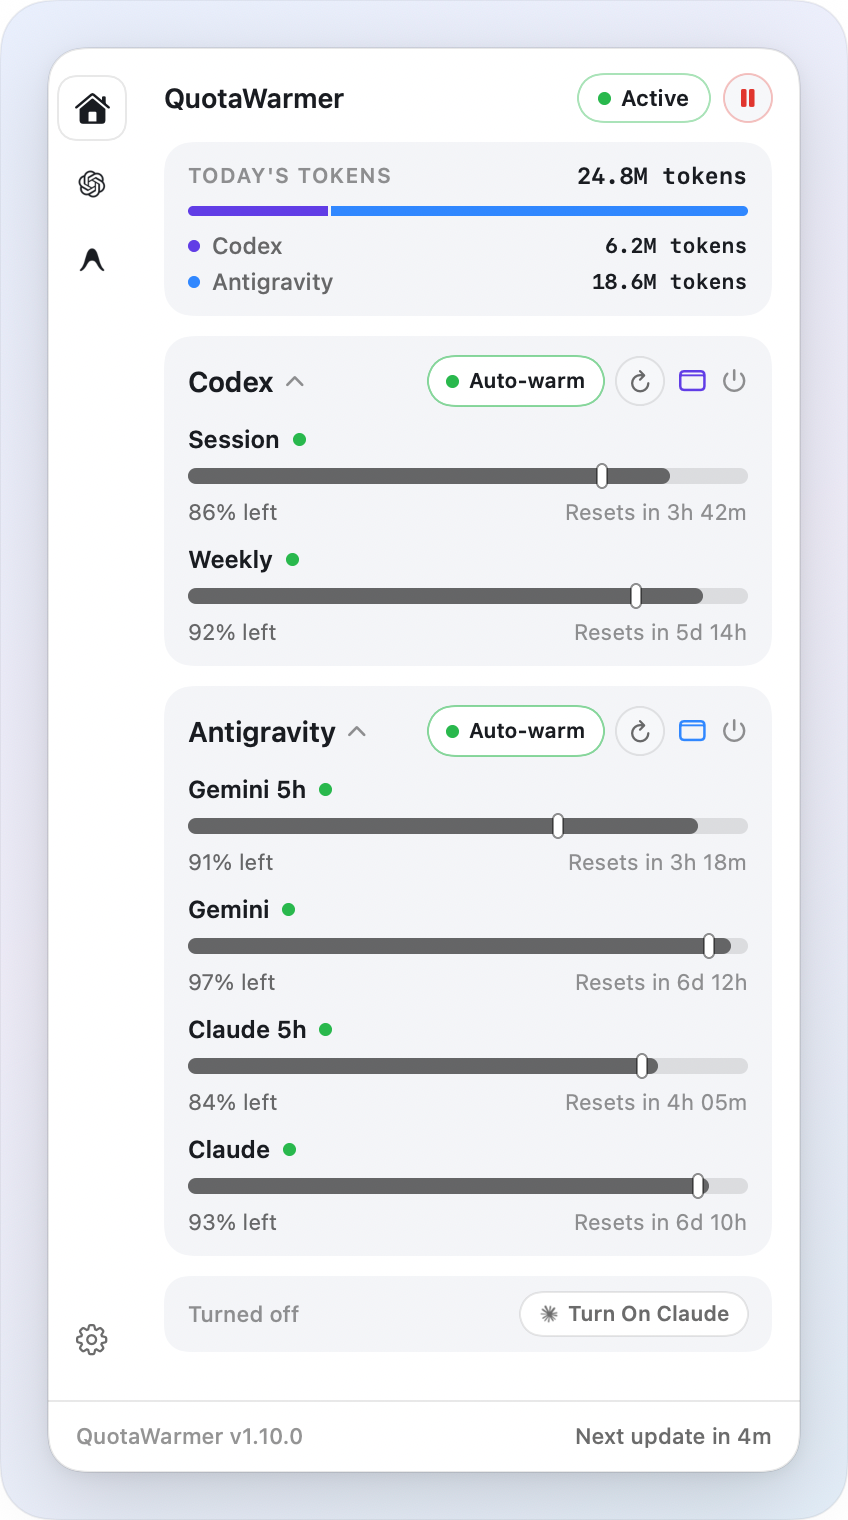 QuotaWarmer
Active
TODAY'S TOKENS
24.8M tokens
Codex
6.2M tokens
Antigravity
18.6M tokens
Codex
Auto-warm
Session
86% left
Resets in 3h 42m
Weekly
92% left
Resets in 5d 14h
Antigravity
Auto-warm
Gemini 5h
91% left
Resets in 3h 18m
Gemini
97% left
Resets in 6d 12h
Claude 5h
84% left
Resets in 4h 05m
Claude
93% left
Resets in 6d 10h
Turned off
Turn On Claude
QuotaWarmer v1.10.0
Next update in 4m